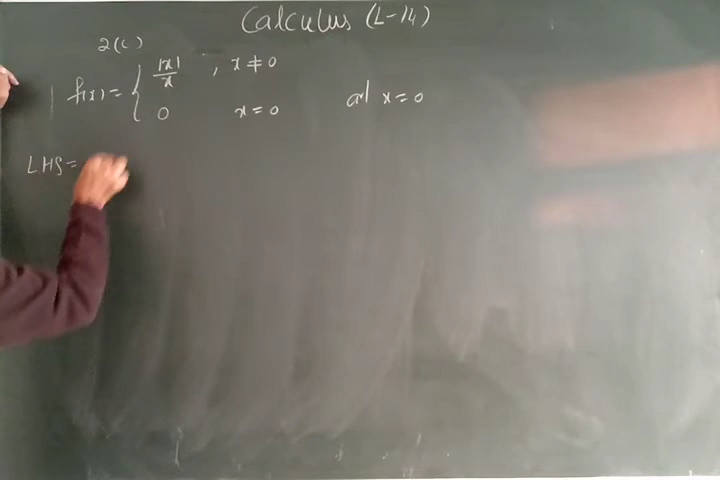 Calculus (L-14)
2(c)
f(x) = { |x|/x , x ≠ 0
0 x = 0 at x = 0
LHS =